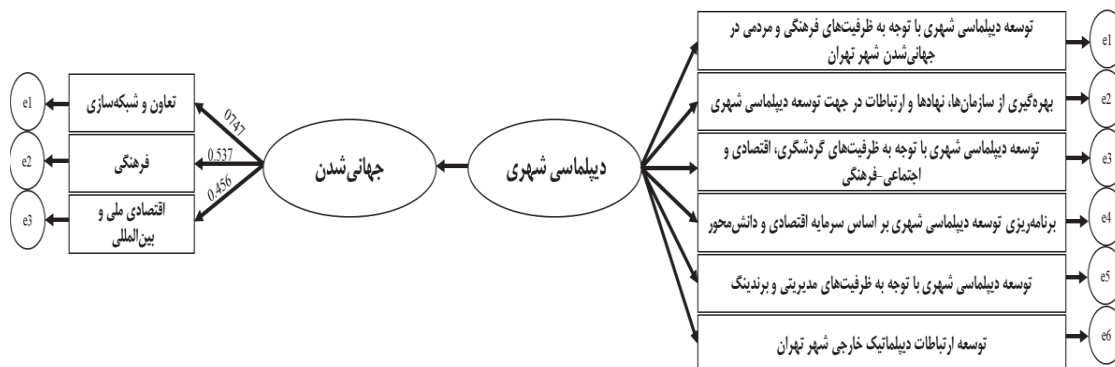 توسعه دیپلماسی شهری با توجه به ظرفیت‌های فرهنگی و مردمی در
جهانی‌شدن شهر تهران
e1
بهره‌گیری از سازمان‌ها، نهادها و ارتباطات در جهت توسعه دیپلماسی شهری
e2
توسعه دیپلماسی شهری با توجه به ظرفیت‌های گردشگری، اقتصادی و
اجتماعی-فرهنگی
e3
برنامه‌ریزی توسعه دیپلماسی شهری بر اساس سرمایه اقتصادی و دانش‌محور
e4
توسعه دیپلماسی شهری با توجه به ظرفیت‌های مدیریتی و برندینگ
e5
توسعه ارتباطات دیپلماتیک خارجی شهر تهران
e6
دیپلماسی شهری
جهانی‌شدن
0747
0.537
0.456
تعاون و شبکه‌سازی
e1
فرهنگی
e2
اقتصادی ملی و
بین‌المللی
e3